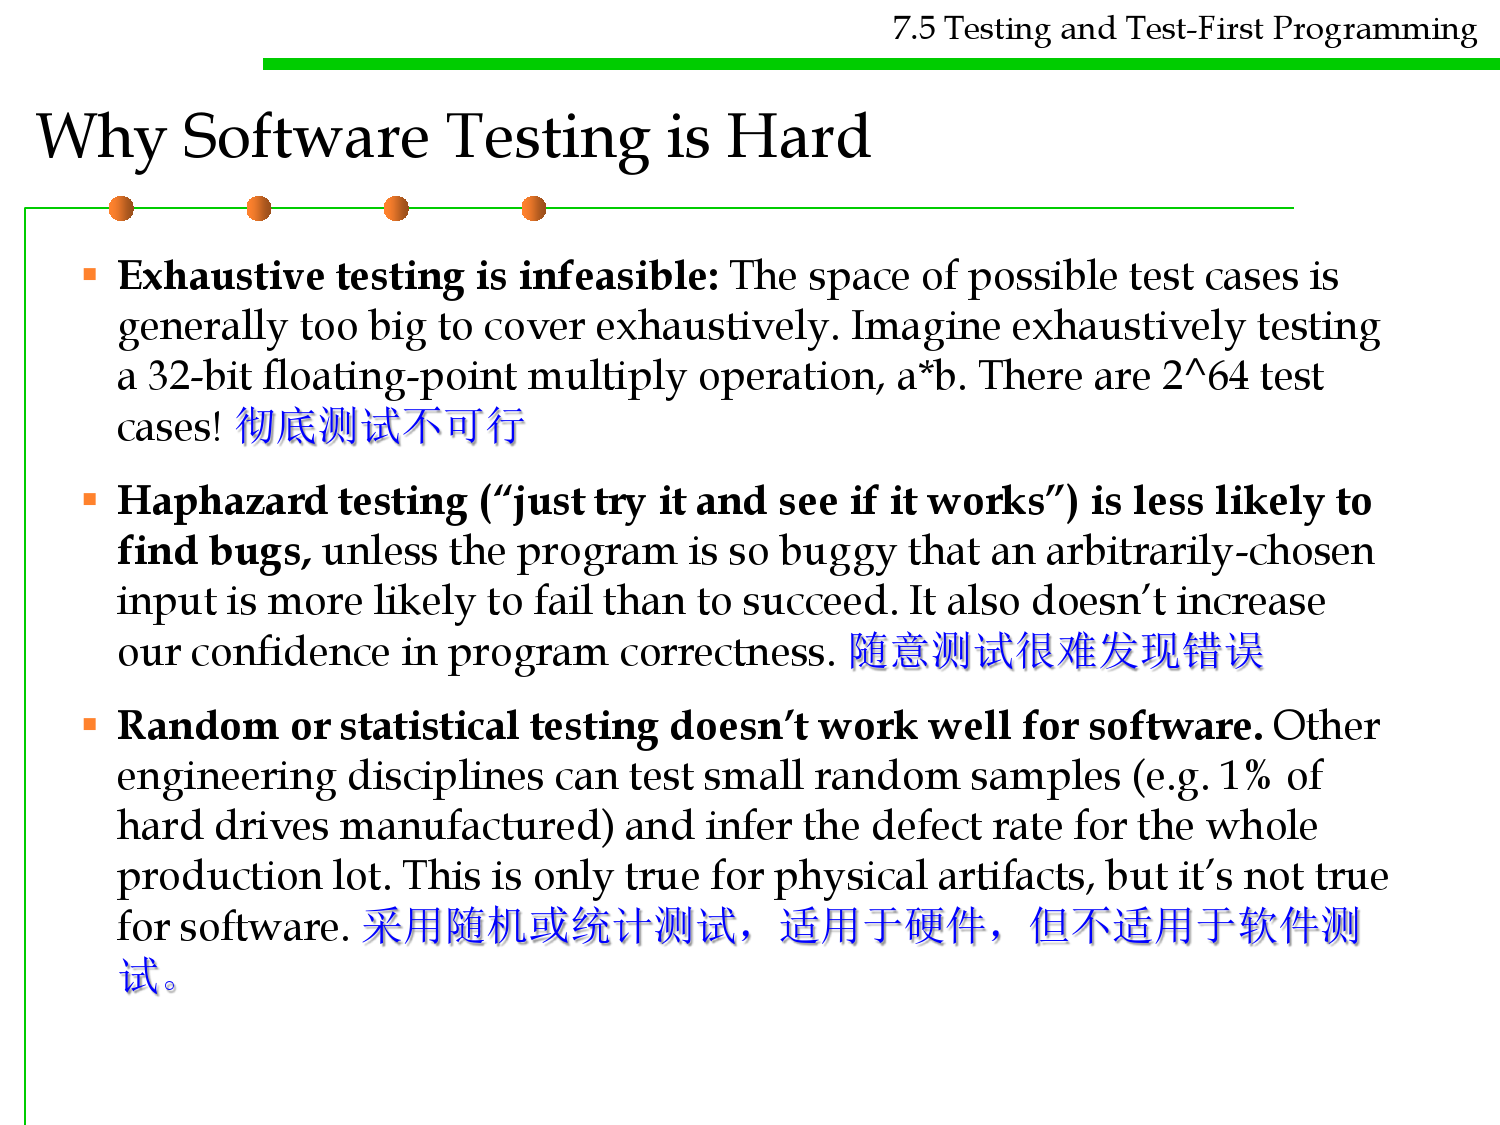 7.5 Testing and Test-First Programming
Why Software Testing is Hard
Exhaustive testing is infeasible: The space of possible test cases is
generally too big to cover exhaustively. Imagine exhaustively testing
a 32-bit floating-point multiply operation, a*b. There are 2^64 test
cases! 彻底测试不可行
Haphazard testing (“just try it and see if it works”) is less likely to
find bugs, unless the program is so buggy that an arbitrarily-chosen
input is more likely to fail than to succeed. It also doesn’t increase
our confidence in program correctness. 随意测试很难发现错误
Random or statistical testing doesn’t work well for software. Other
engineering disciplines can test small random samples (e.g. 1% of
hard drives manufactured) and infer the defect rate for the whole
production lot. This is only true for physical artifacts, but it’s not true
for software. 采用随机或统计测试，适用于硬件，但不适用于软件测
试。